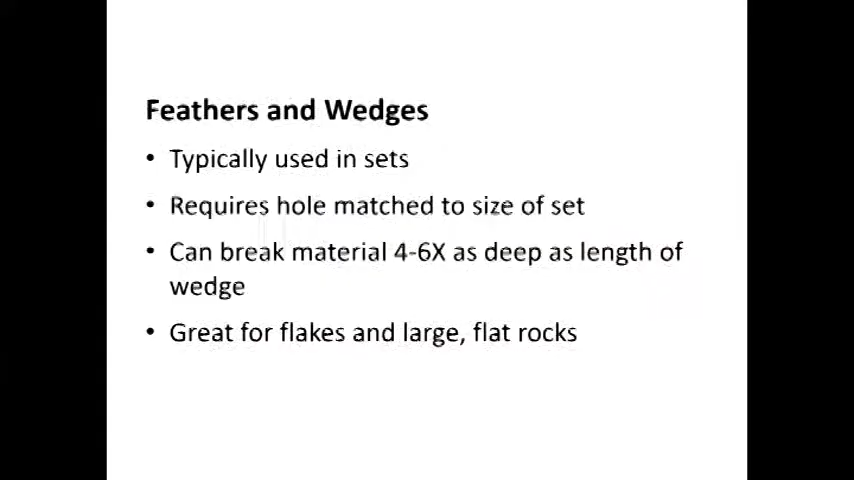 Feathers and Wedges
• Typically used in sets
• Requires hole matched to size of set
• Can break material 4-6X as deep as length of
wedge
• Great for flakes and large, flat rocks